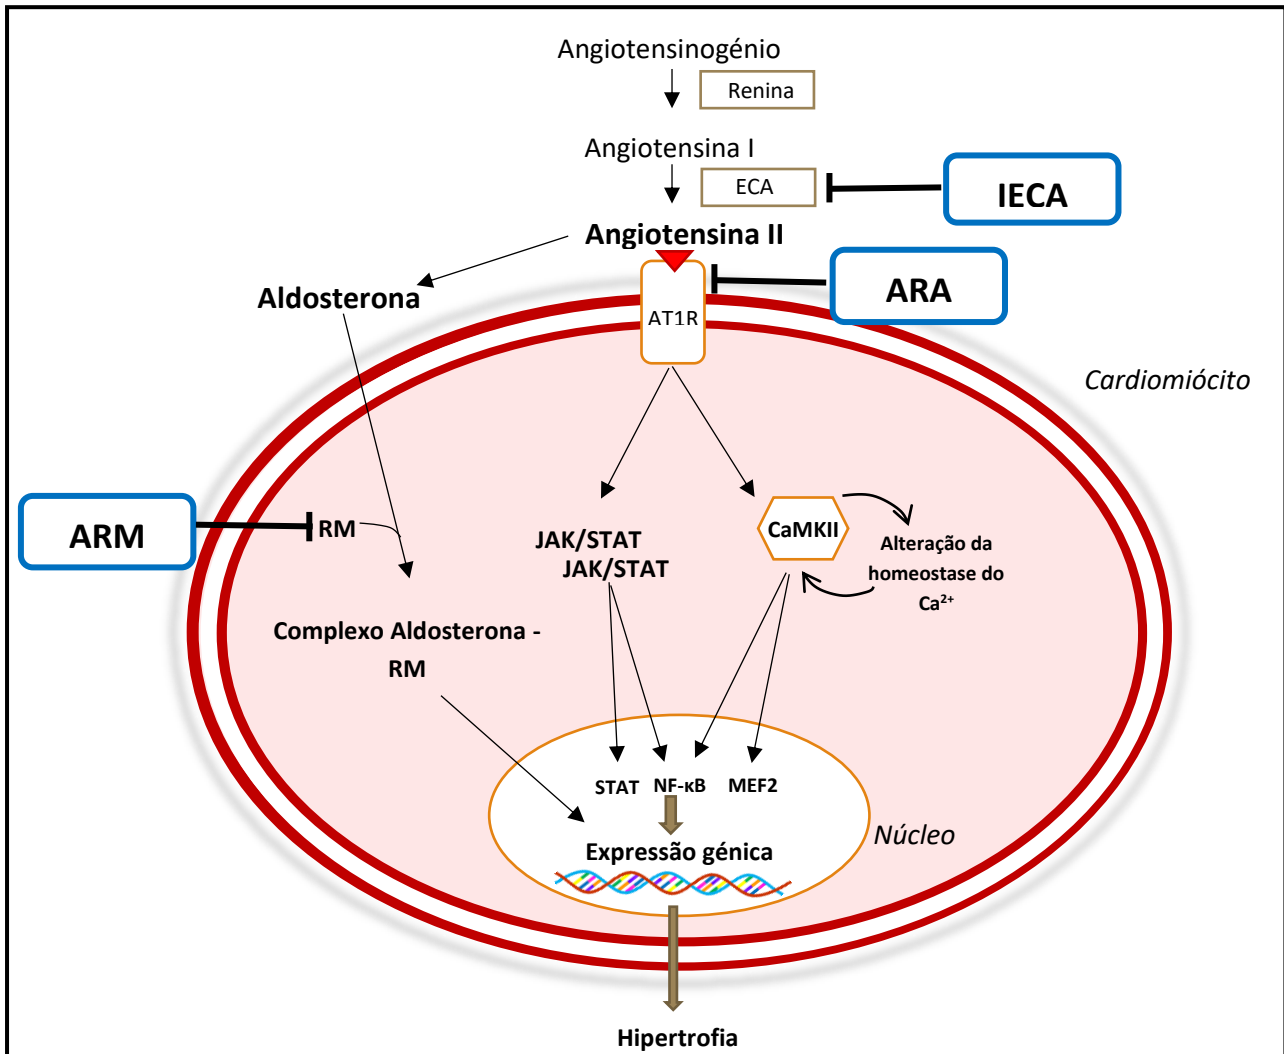 Angiotensinogénio
Renina
Angiotensina I
ECA
IECA
Angiotensina II
ARA
Aldosterona
AT1R
Cardiomiócito
ARM
RM
JAK/STAT
JAK/STAT
CaMKII
Alteração da
homeostase do
Ca²⁺
Complexo Aldosterona -
RM
STAT
NF-κB
MEF2
Núcleo
Expressão génica
Hipertrofia